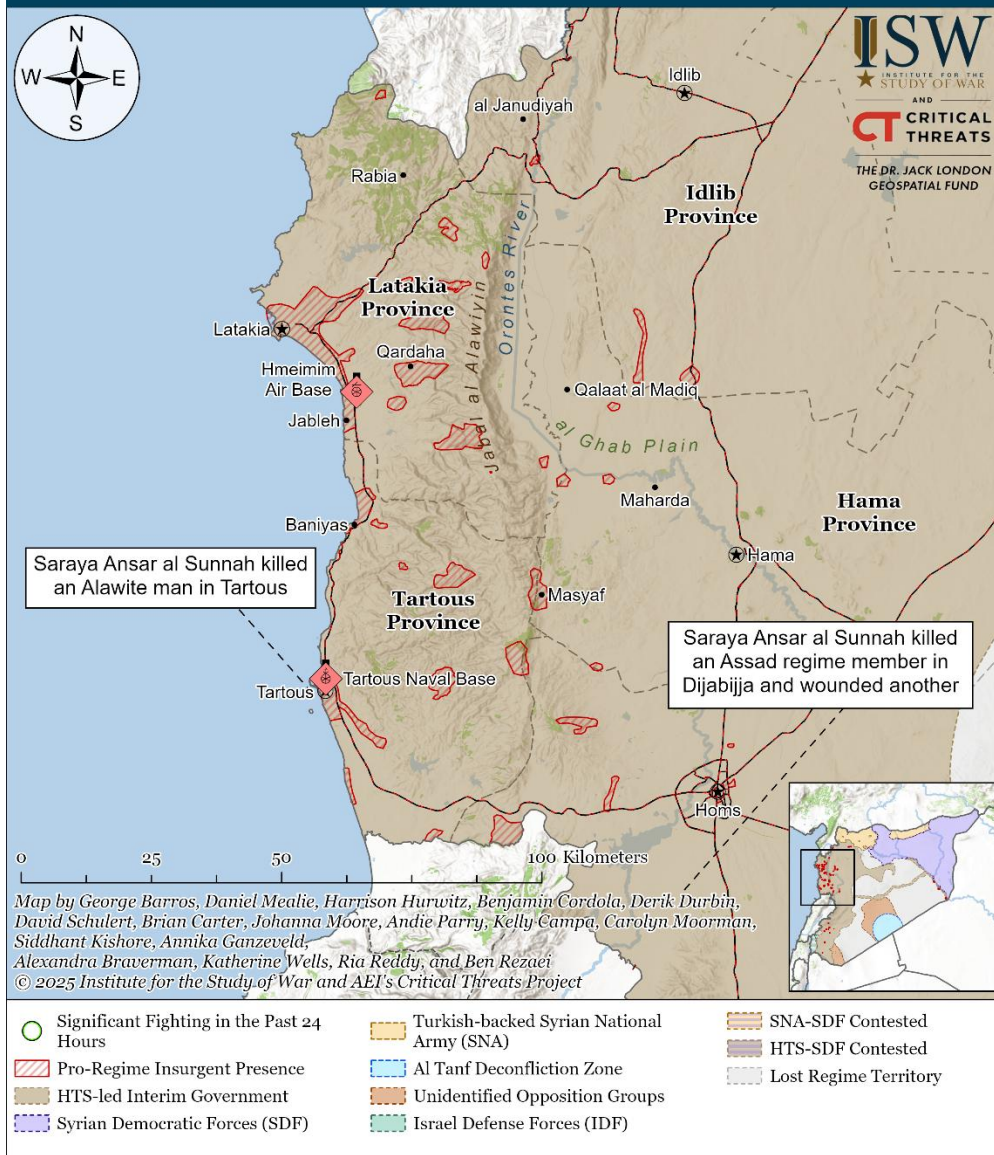 N
W E
S
ISW
INSTITUTE FOR THE
STUDY OF WAR
AND
CT CRITICAL
THREATS
THE DR. JACK LONDON
GEOSPATIAL FUND
Idlib
al Janudiyah
Rabia
Idlib
Province
Orontes River
Latakia
Province
Latakia
Jabal al Alawiyin
Qardaha
Hmeimim
Air Base
Qalaat al Madiq
Jableh
al Ghab Plain
Maharda
Hama
Province
Baniyas
Hama
Saraya Ansar al Sunnah killed
an Alawite man in Tartous
Masyaf
Tartous
Province
Saraya Ansar al Sunnah killed
an Assad regime member in
Dijabijja and wounded another
Tartous Naval Base
Tartous
Homs
0 25 50 100 Kilometers
Map by George Barros, Daniel Mealie, Harrison Hurwitz, Benjamin Cordola, Derik Durbin,
David Schulert, Brian Carter, Johanna Moore, Andie Parry, Kelly Campa, Carolyn Moorman,
Siddhant Kishore, Annika Ganzeveld,
Alexandra Braverman, Katherine Wells, Ria Reddy, and Ben Rezaei
© 2025 Institute for the Study of War and AEI's Critical Threats Project
Significant Fighting in the Past 24
Hours
Pro-Regime Insurgent Presence
HTS-led Interim Government
Syrian Democratic Forces (SDF)
Turkish-backed Syrian National
Army (SNA)
Al Tanf Deconfliction Zone
Unidentified Opposition Groups
Israel Defense Forces (IDF)
SNA-SDF Contested
HTS-SDF Contested
Lost Regime Territory